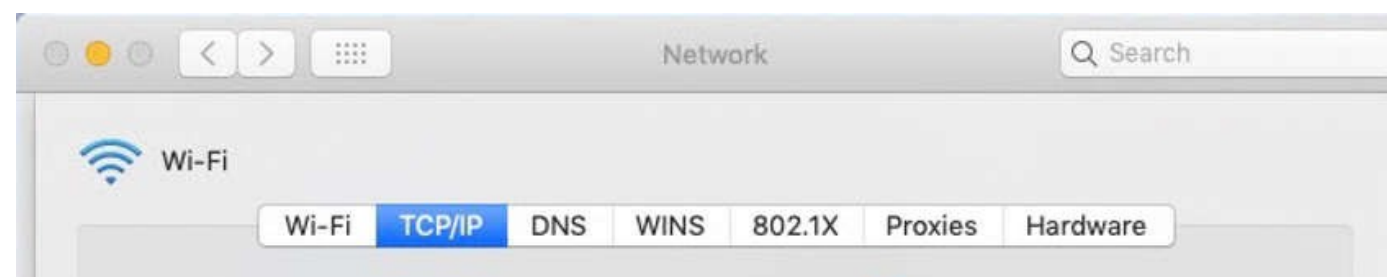 Network
Search
Wi-Fi
Wi-Fi TCP/IP DNS WINS 802.1X Proxies Hardware